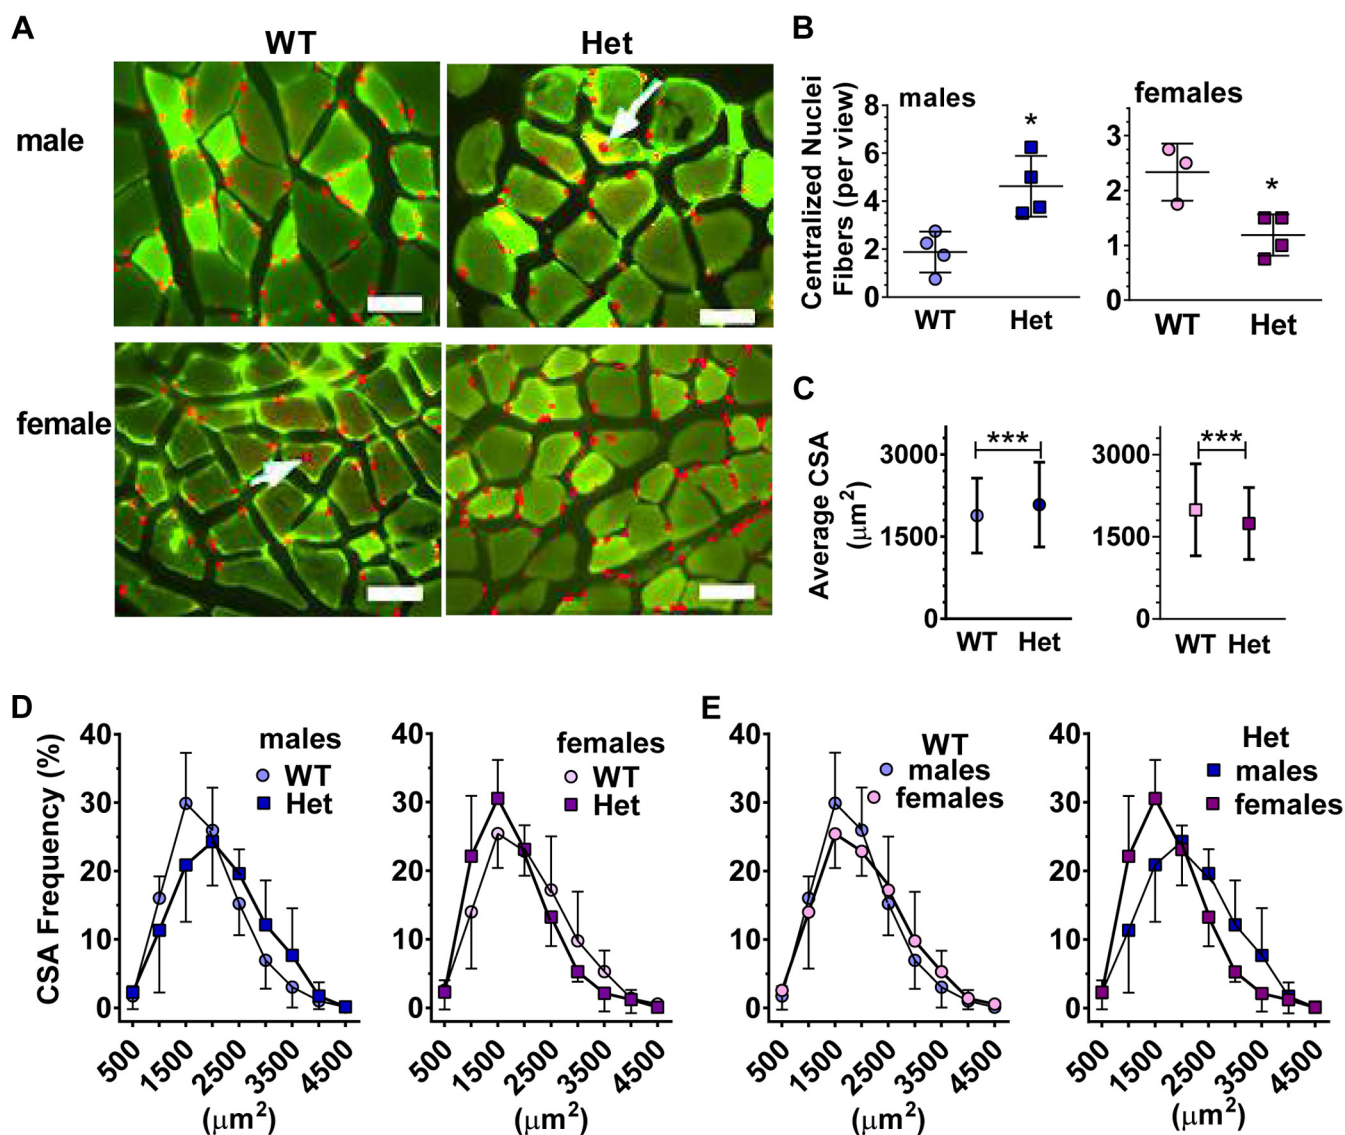 A
WT
Het
male
female
B
Centralized Nuclei
Fibers (per view)
8
6
4
2
0
males
*
WT
Het
3
2
1
0
females
*
WT
Het
C
Average CSA
(μm²)
3000
1500
0
***
WT
Het
3000
1500
0
***
WT
Het
D
CSA Frequency (%)
40
30
20
10
0
males
WT
Het
500
1500
2500
3500
4500
(μm²)
40
30
20
10
0
females
WT
Het
500
1500
2500
3500
4500
(μm²)
E
40
30
20
10
0
WT
males
females
500
1500
2500
3500
4500
(μm²)
40
30
20
10
0
Het
males
females
500
1500
2500
3500
4500
(μm²)